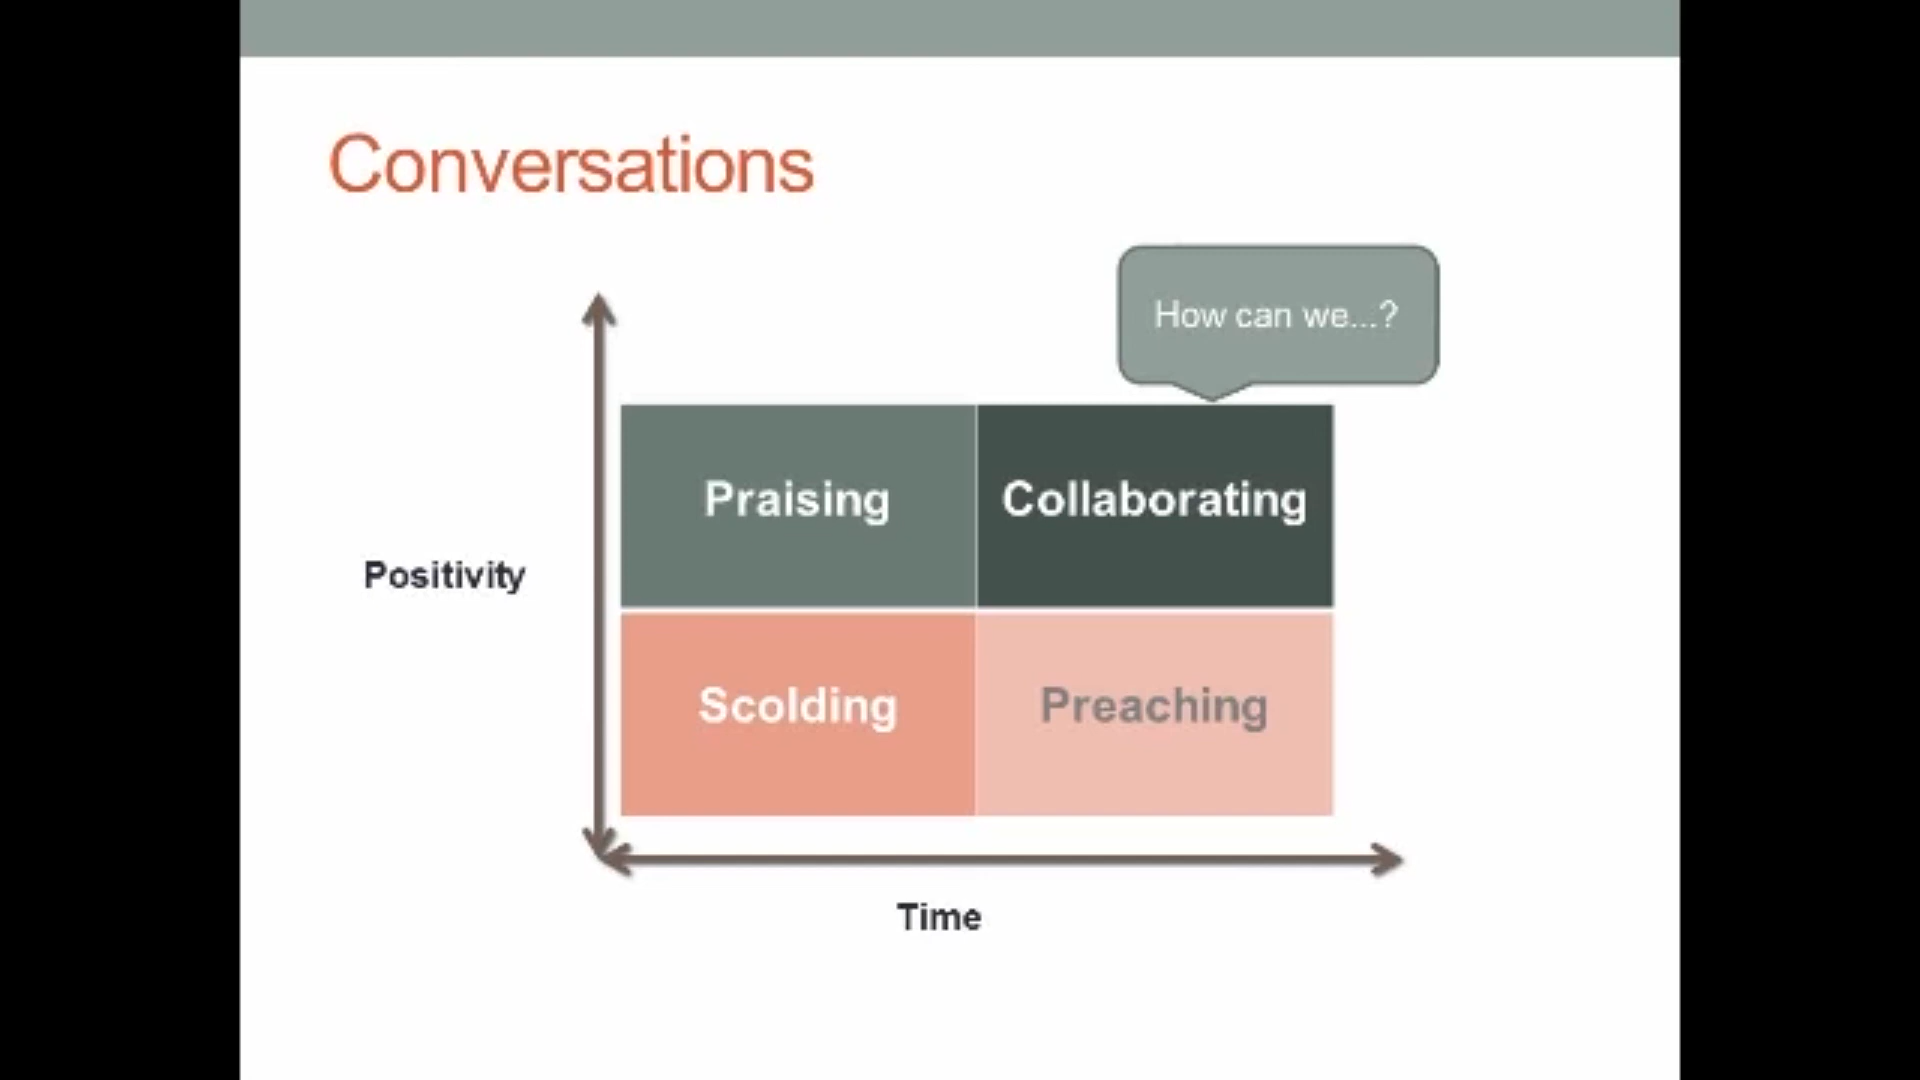 Conversations
How can we...?
Praising
Collaborating
Positivity
Scolding
Preaching
Time